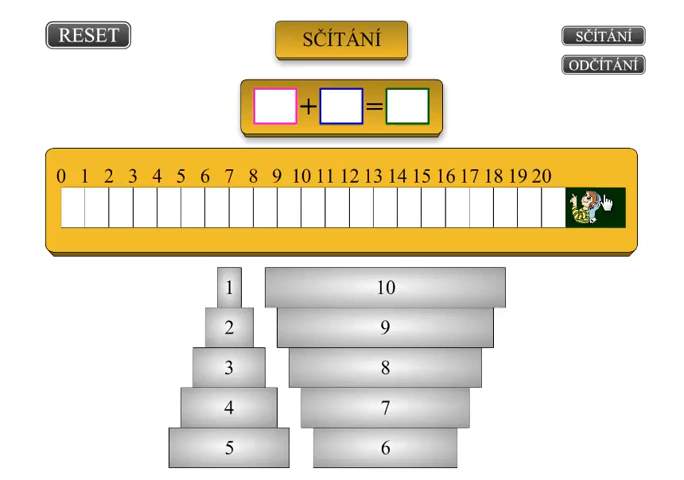 RESET
SČÍTÁNÍ
SČÍTÁNÍ
ODČÍTÁNÍ
+ =
0 1 2 3 4 5 6 7 8 9 10 11 12 13 14 15 16 17 18 19 20
1 10
2 9
3 8
4 7
5 6